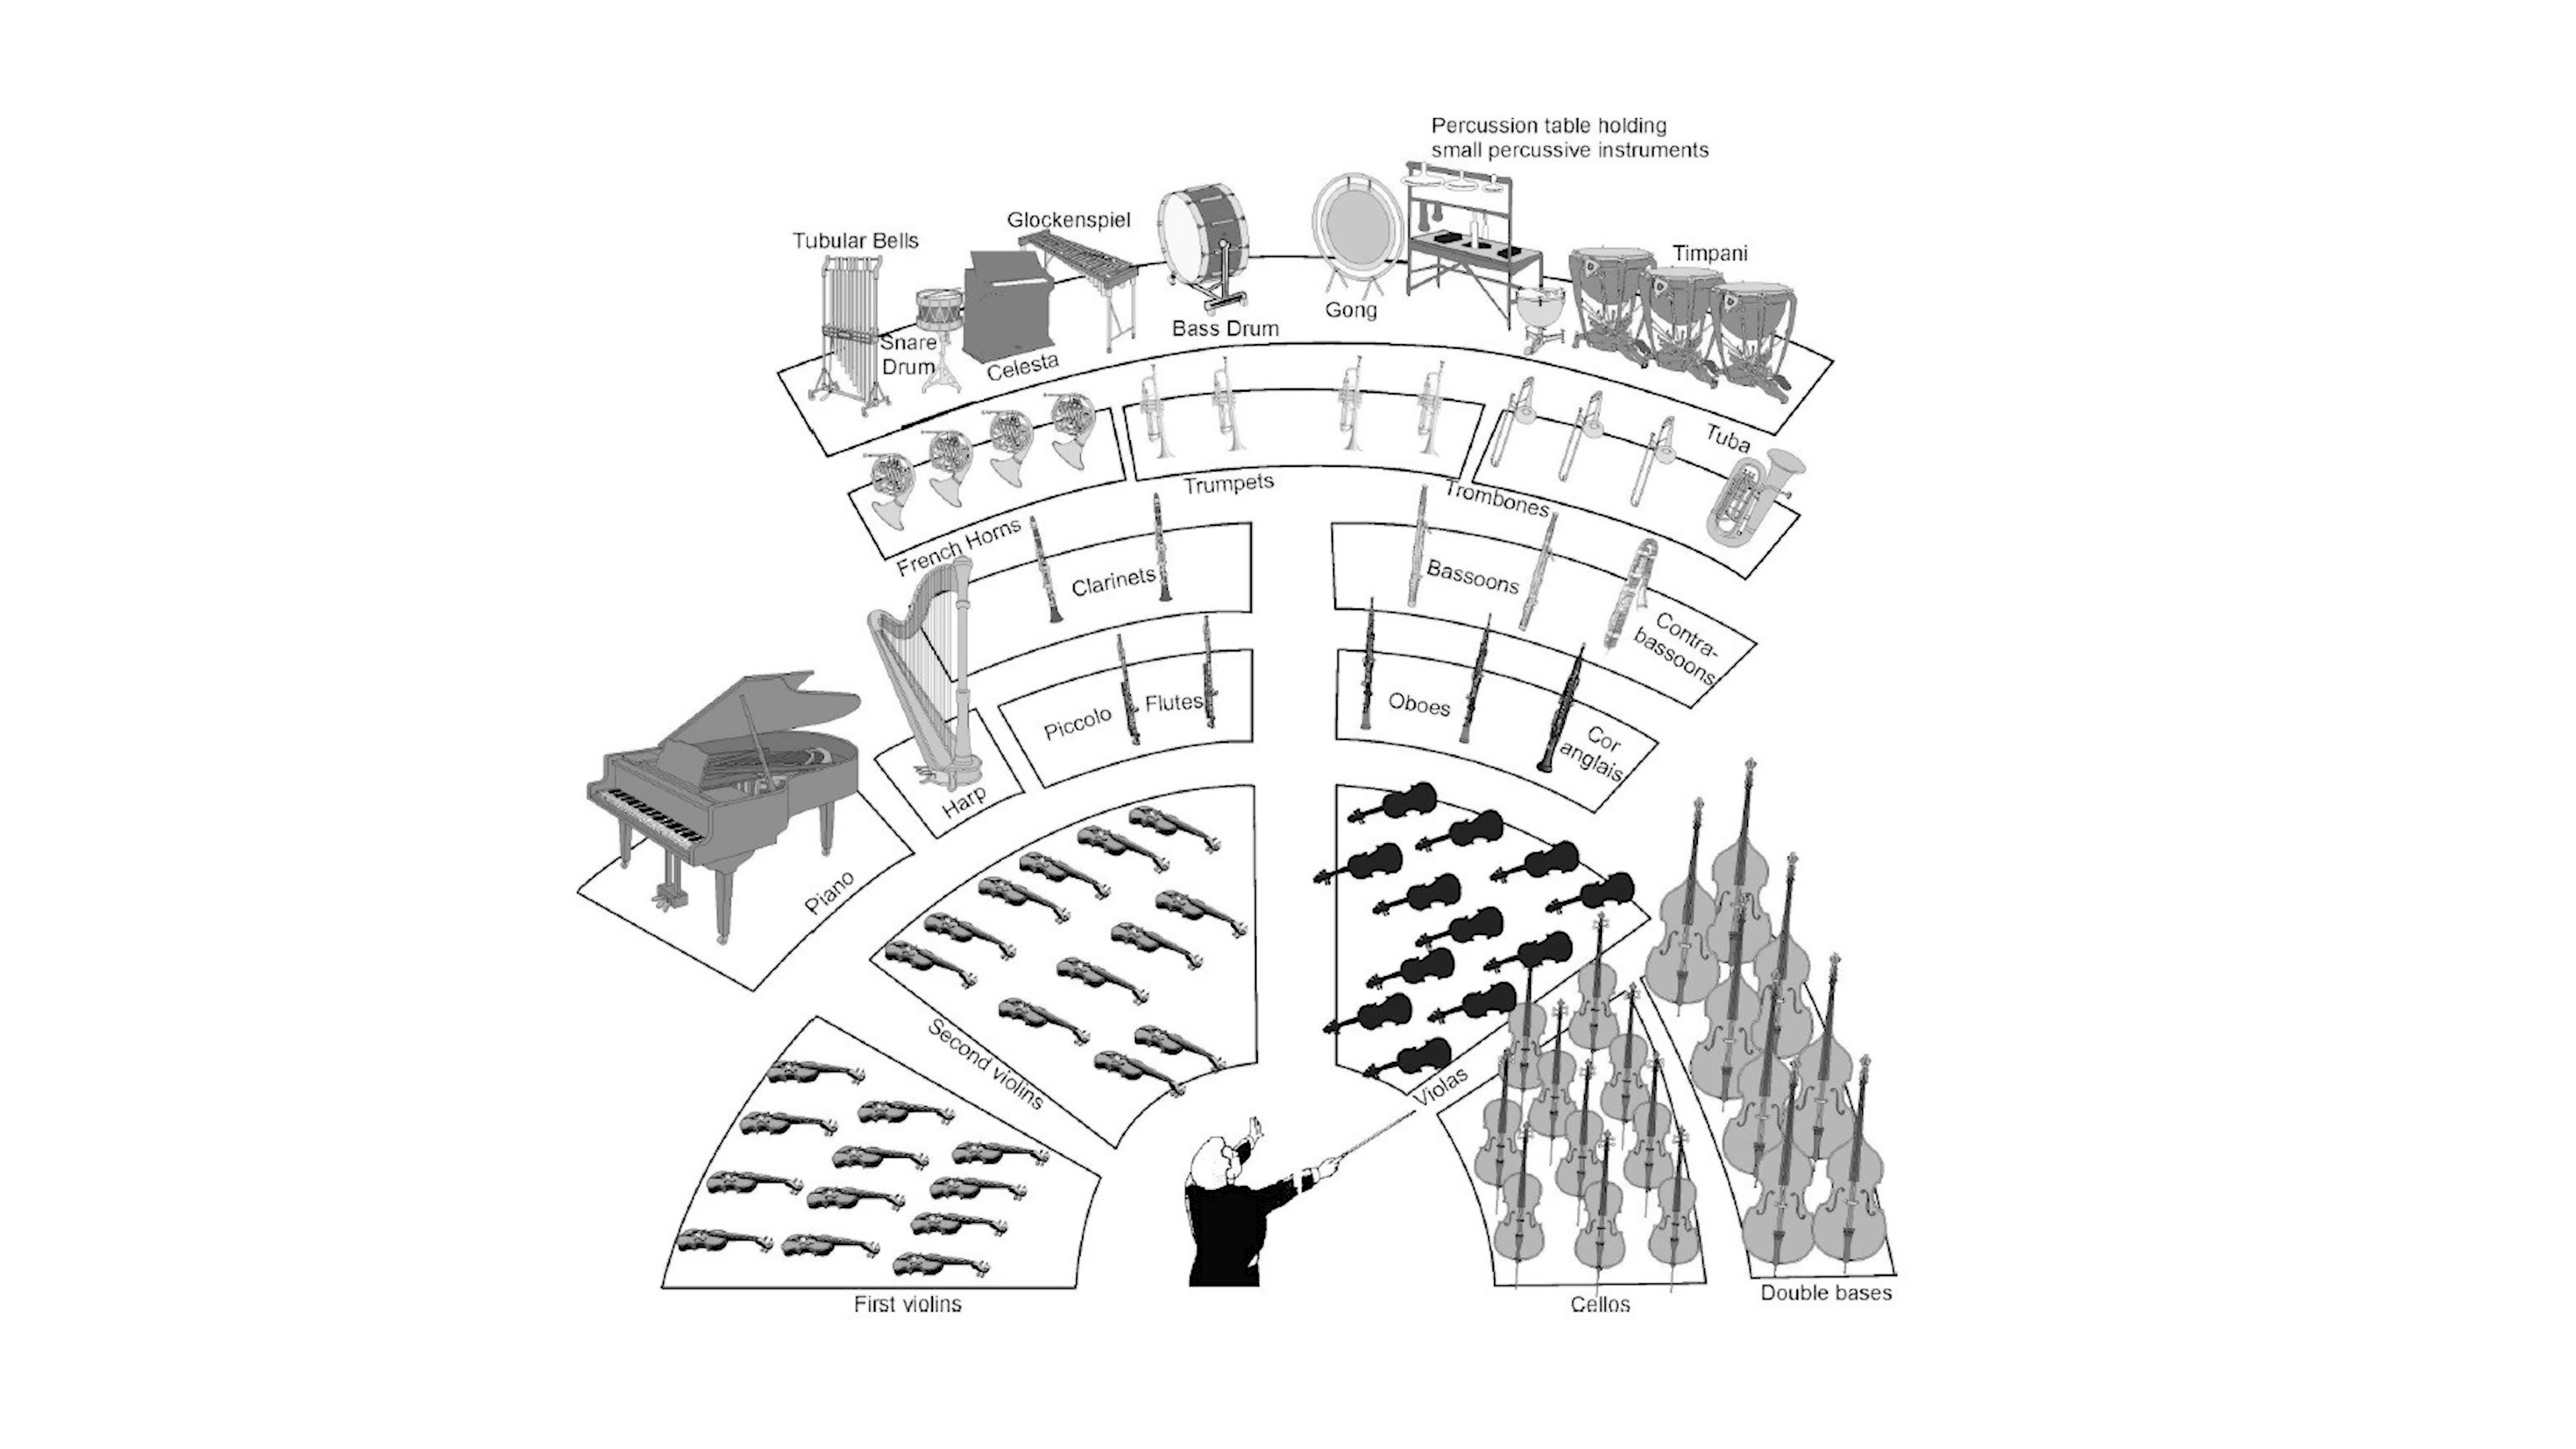 Percussion table holding
small percussive instruments
Glockenspiel
Tubular Bells
Timpani
Gong
Bass Drum
Snare
Drum
Celesta
Tuba
Trumpets
Trombones
French Horns
Clarinets
Bassoons
Contra-
bassoons
Piccolo
Flutes
Oboes
Cor
anglais
Harp
Piano
Second violins
Violas
First violins
Cellos
Double bases